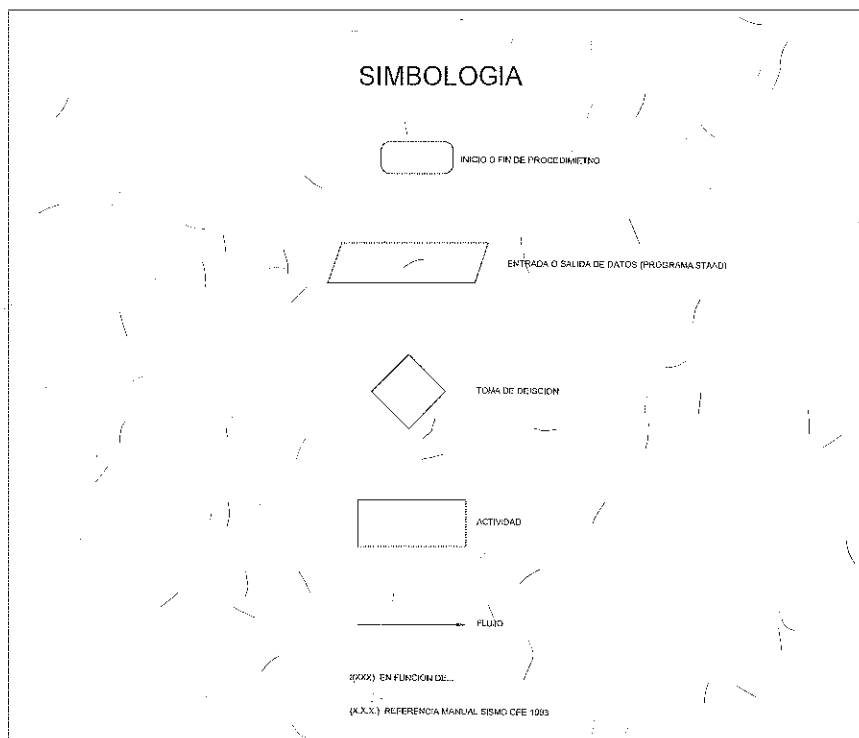 SIMBOLOGIA
INICIO O FIN DE PROCEDIMIETNO
ENTRADA O SALIDA DE DATOS (PROGRAMA STAAD)
TOMA DE DEISCION
ACTIVIDAD
FLUJO
EN FUNCION DE...
(X.X.X.) REFERENCIA MANUAL SISMO CFE 1993